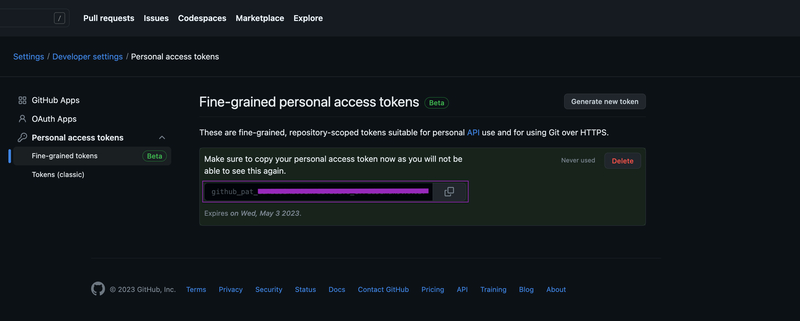 /
Pull requests Issues Codespaces Marketplace Explore
Settings / Developer settings / Personal access tokens
GitHub Apps
OAuth Apps
Personal access tokens
Fine-grained tokens Beta
Tokens (classic)
Fine-grained personal access tokens Beta
Generate new token
These are fine-grained, repository-scoped tokens suitable for personal API use and for using Git over HTTPS.
Make sure to copy your personal access token now as you will not be
able to see this again.
Never used
Delete
github_pat_
Expires on Wed, May 3 2023.
© 2023 GitHub, Inc. Terms Privacy Security Status Docs Contact GitHub Pricing API Training Blog About